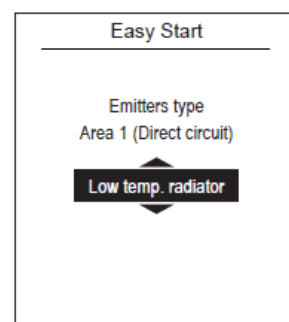 Easy Start
Emitters type
Area 1 (Direct circuit)
Low temp. radiator